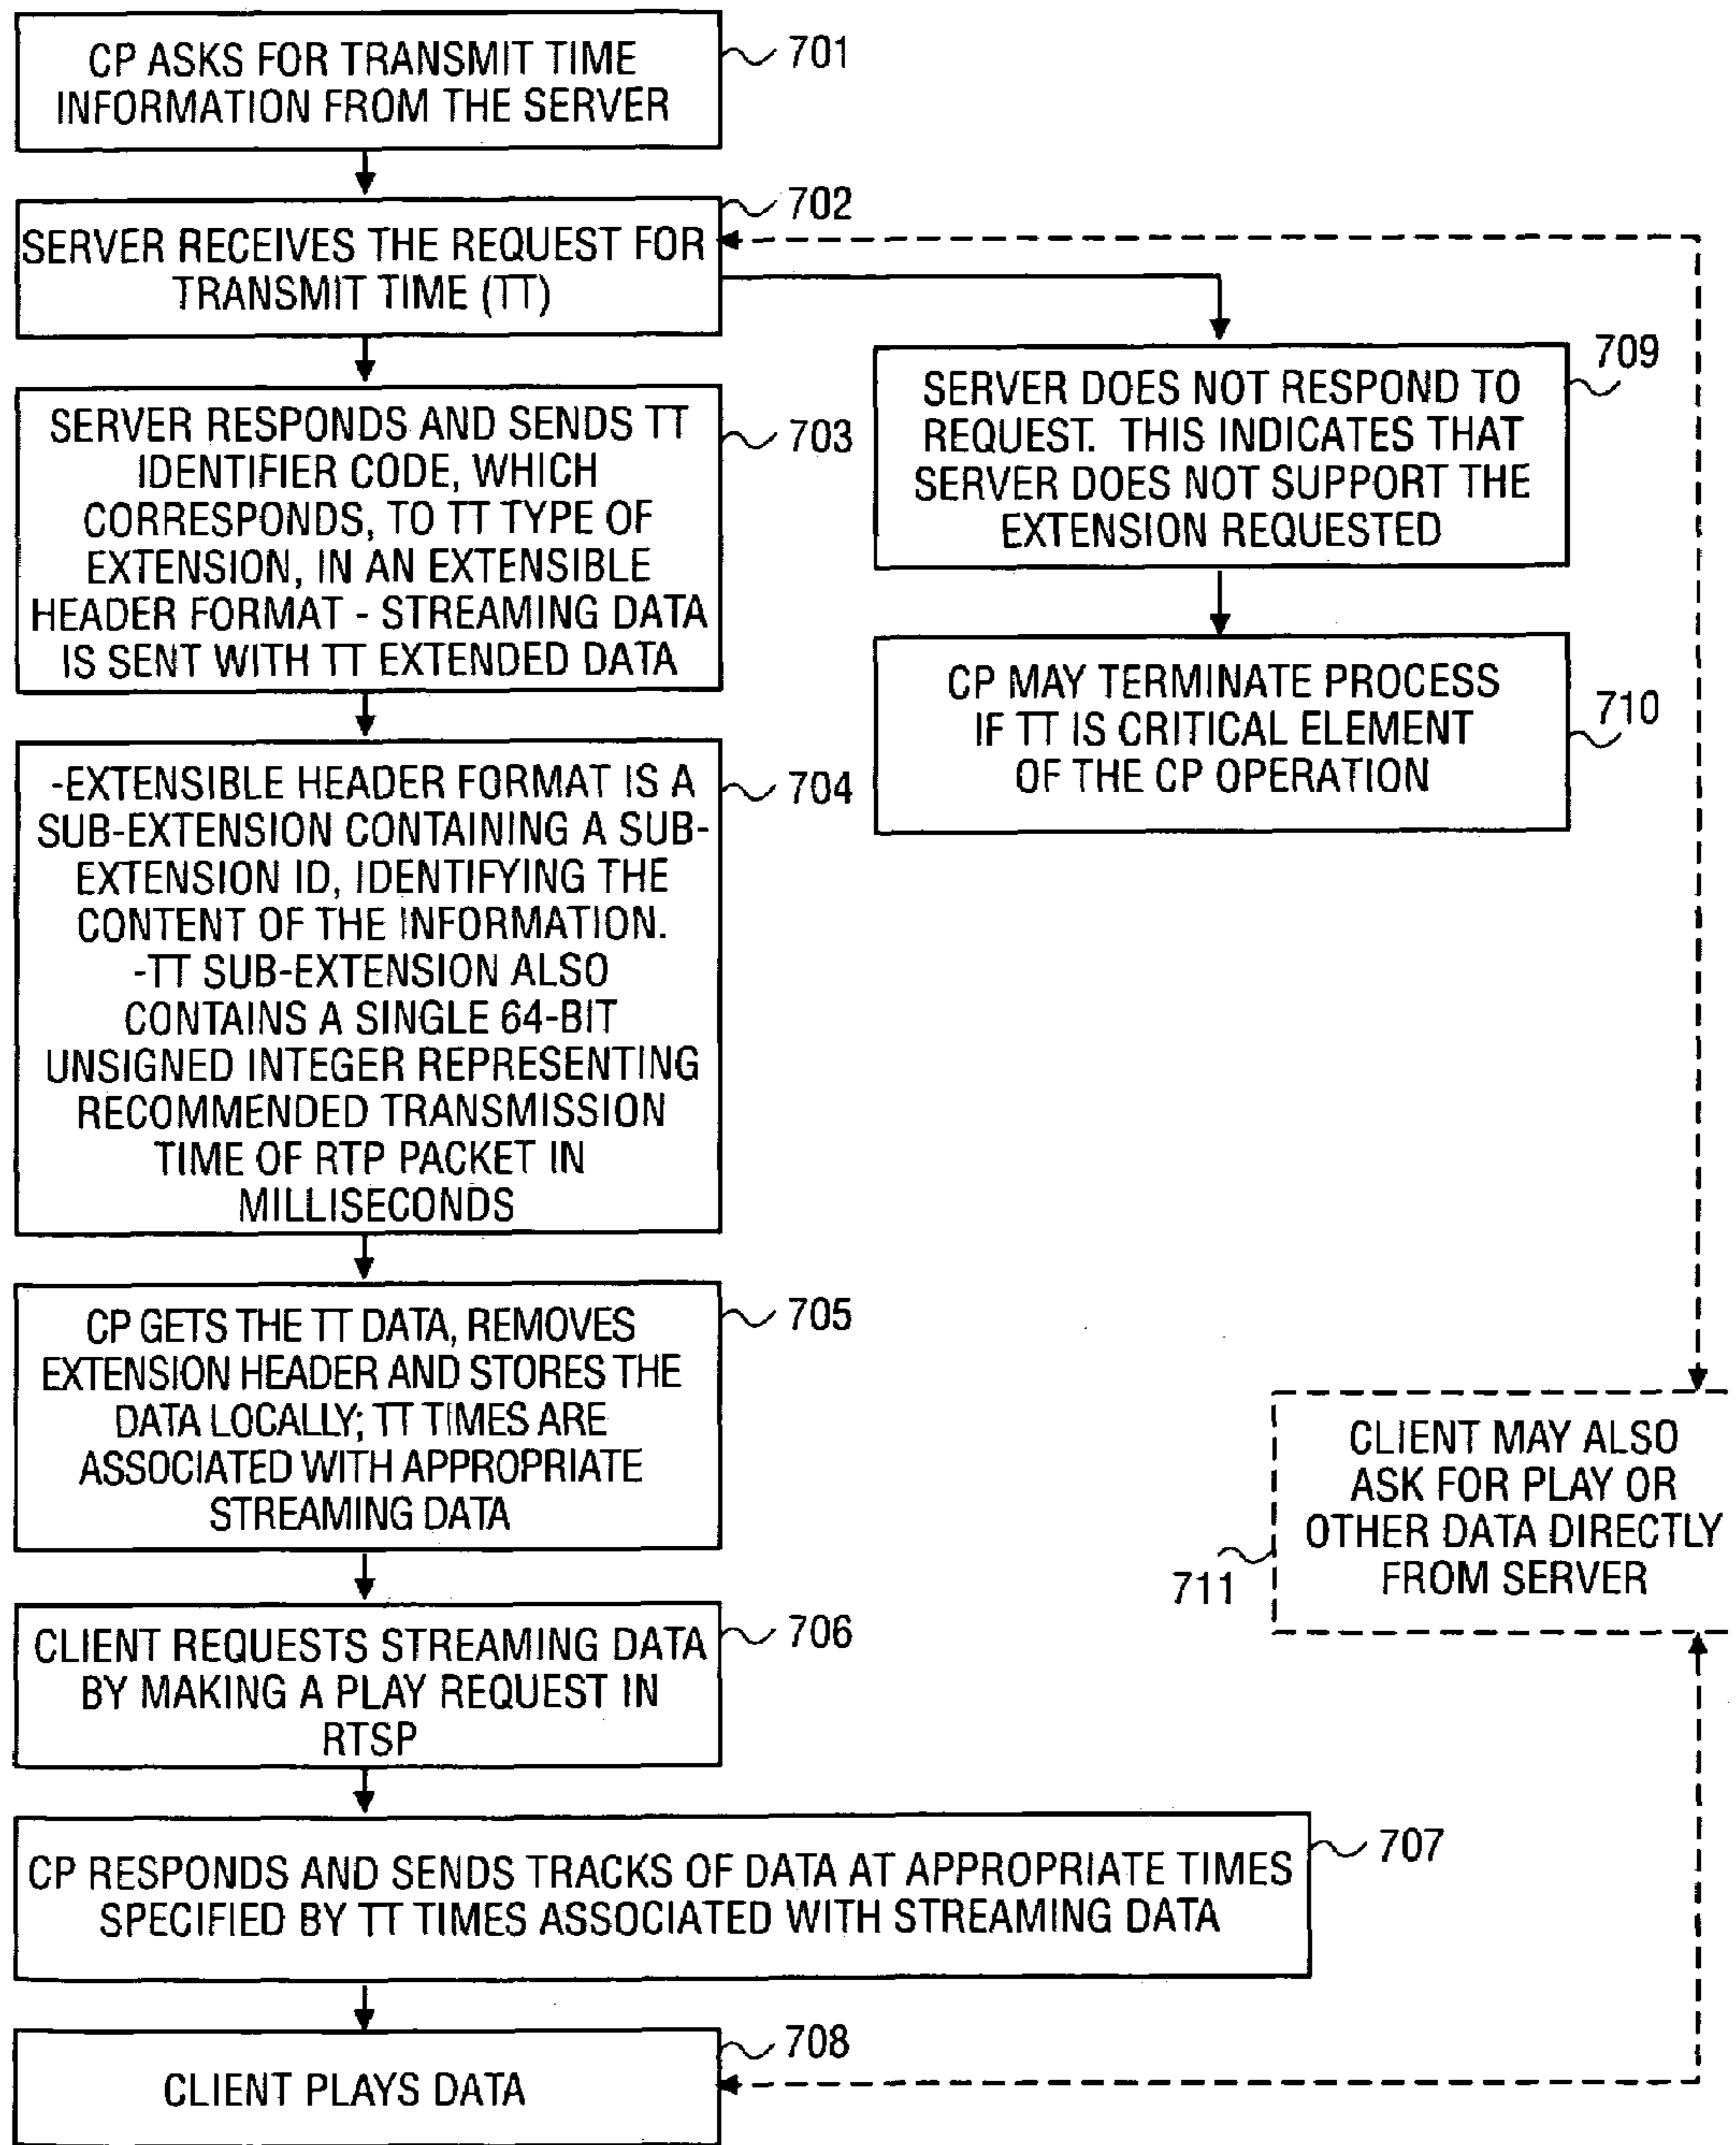 CP ASKS FOR TRANSMIT TIME
INFORMATION FROM THE SERVER
701
SERVER RECEIVES THE REQUEST FOR
TRANSMIT TIME (TT)
702
SERVER RESPONDS AND SENDS TT
IDENTIFIER CODE, WHICH
CORRESPONDS, TO TT TYPE OF
EXTENSION, IN AN EXTENSIBLE
HEADER FORMAT - STREAMING DATA
IS SENT WITH TT EXTENDED DATA
703
SERVER DOES NOT RESPOND TO
REQUEST. THIS INDICATES THAT
SERVER DOES NOT SUPPORT THE
EXTENSION REQUESTED
709
CP MAY TERMINATE PROCESS
IF TT IS CRITICAL ELEMENT
OF THE CP OPERATION
710
-EXTENSIBLE HEADER FORMAT IS A
SUB-EXTENSION CONTAINING A SUB-
EXTENSION ID, IDENTIFYING THE
CONTENT OF THE INFORMATION.
-TT SUB-EXTENSION ALSO
CONTAINS A SINGLE 64-BIT
UNSIGNED INTEGER REPRESENTING
RECOMMENDED TRANSMISSION
TIME OF RTP PACKET IN
MILLISECONDS
704
CP GETS THE TT DATA, REMOVES
EXTENSION HEADER AND STORES THE
DATA LOCALLY; TT TIMES ARE
ASSOCIATED WITH APPROPRIATE
STREAMING DATA
705
CLIENT MAY ALSO
ASK FOR PLAY OR
OTHER DATA DIRECTLY
FROM SERVER
711
CLIENT REQUESTS STREAMING DATA
BY MAKING A PLAY REQUEST IN
RTSP
706
CP RESPONDS AND SENDS TRACKS OF DATA AT APPROPRIATE TIMES
SPECIFIED BY TT TIMES ASSOCIATED WITH STREAMING DATA
707
CLIENT PLAYS DATA
708